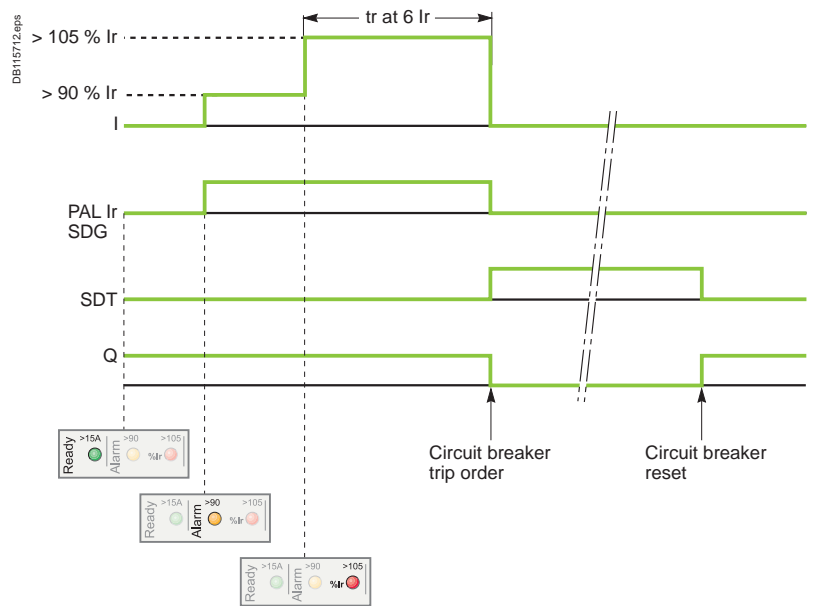 DB115712.eps
tr at 6 Ir
> 105 % Ir
> 90 % Ir
I
PAL Ir
SDG
SDT
Q
Circuit breaker
trip order
Circuit breaker
reset
Ready >15A Alarm >90 %Ir >105
Ready >15A Alarm >90 %Ir >105
Ready >15A Alarm >90 %Ir >105